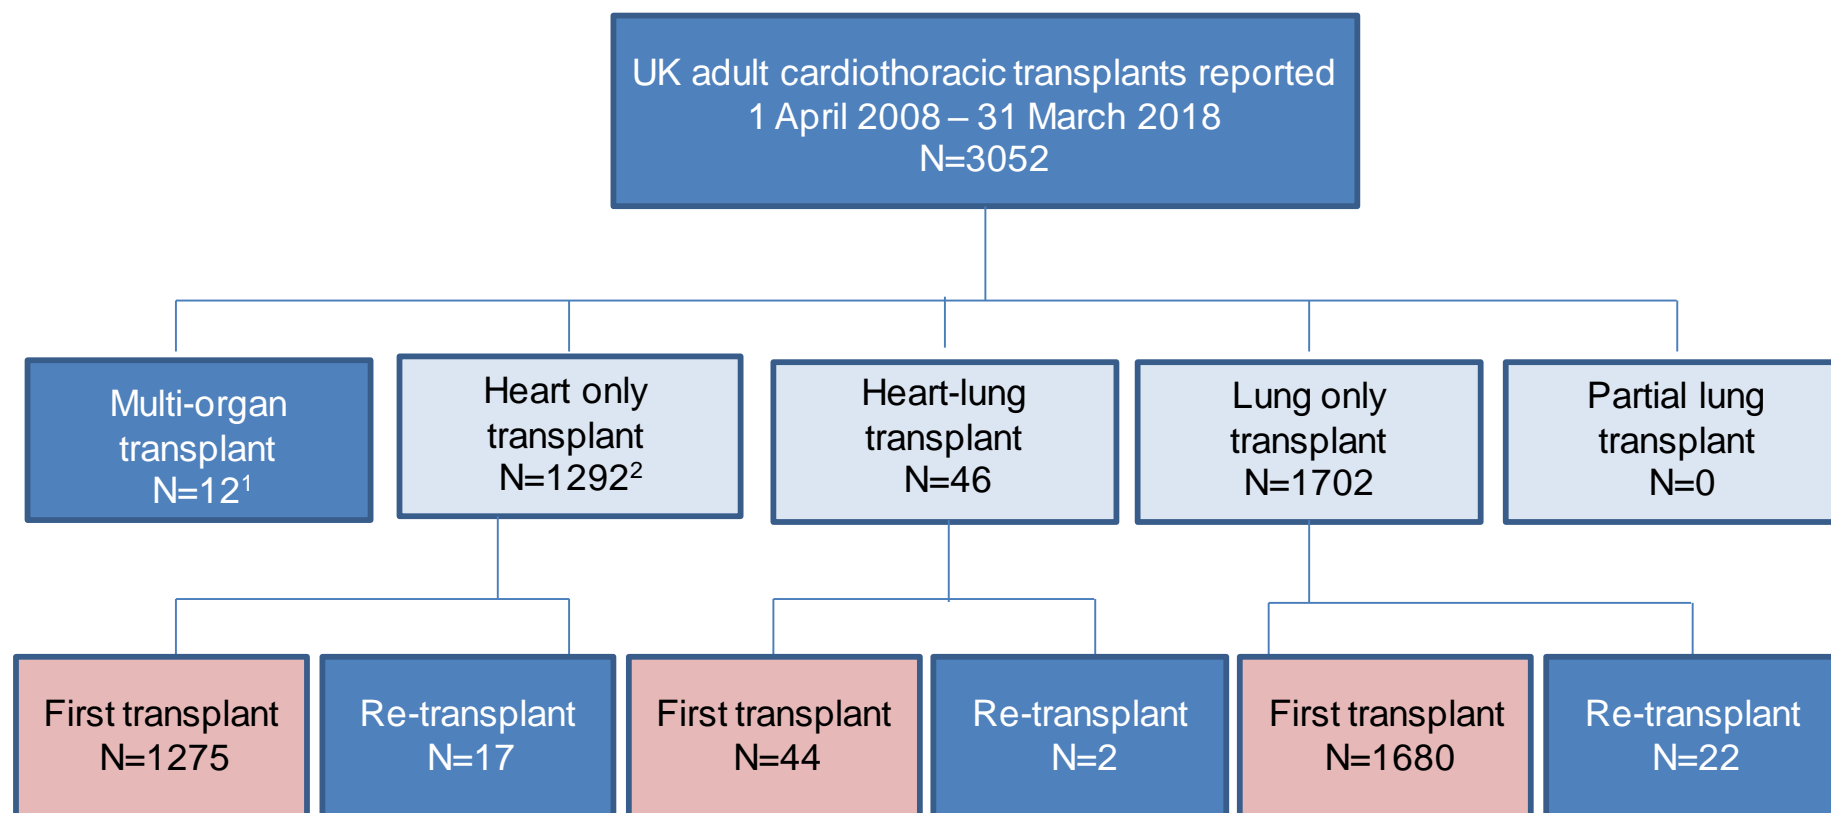 UK adult cardiothoracic transplants reported
1 April 2008 – 31 March 2018
N=3052
Multi-organ
transplant
N=12¹
Heart only
transplant
N=1292²
Heart-lung
transplant
N=46
Lung only
transplant
N=1702
Partial lung
transplant
N=0
First transplant
N=1275
Re-transplant
N=17
First transplant
N=44
Re-transplant
N=2
First transplant
N=1680
Re-transplant
N=22